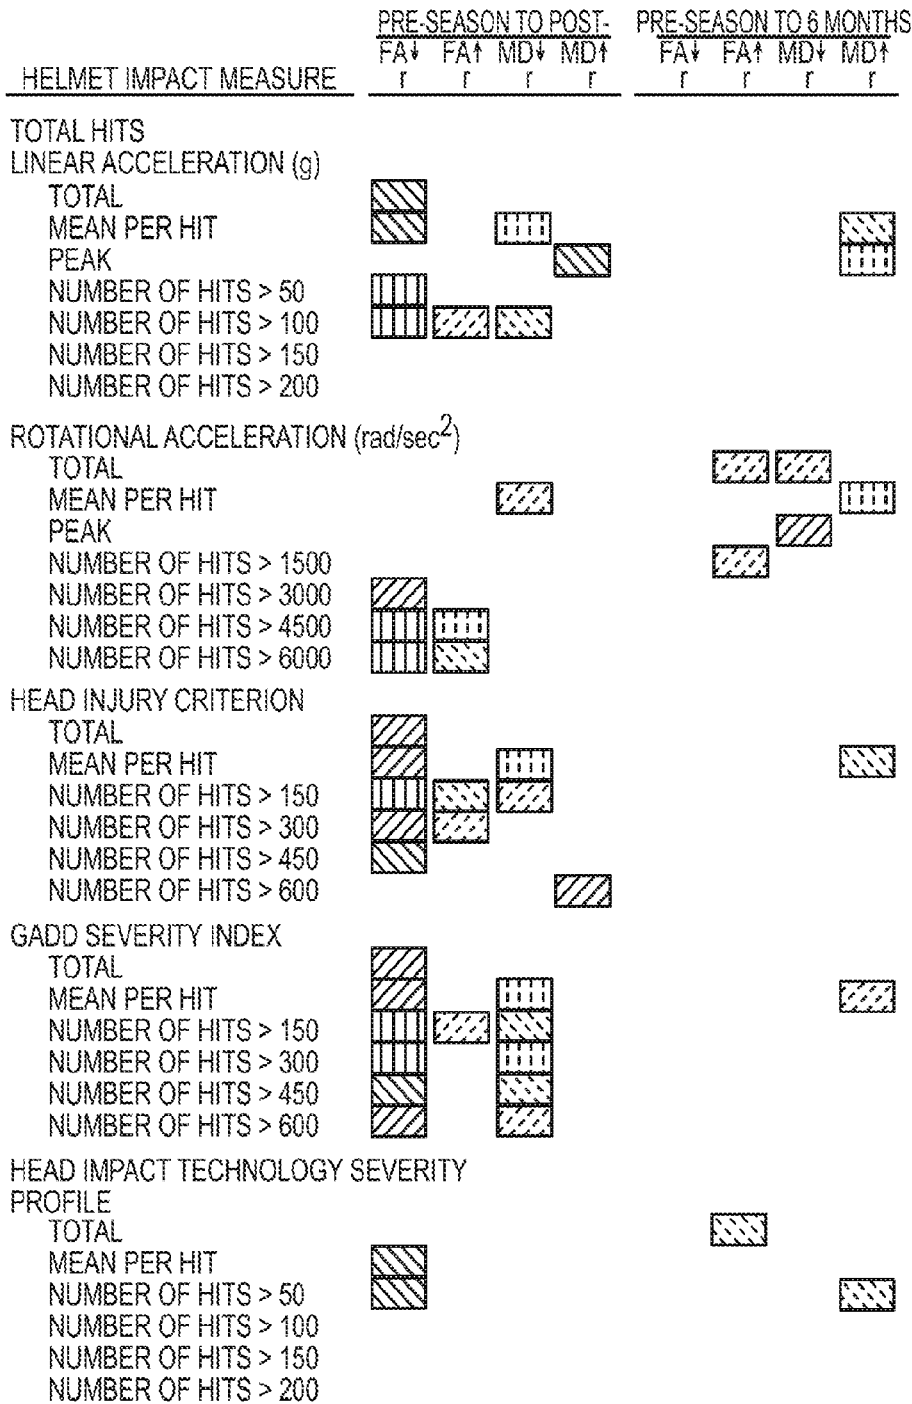 PRE-SEASON TO POST- PRE-SEASON TO 6 MONTHS
FA↓ FA↑ MD↓ MD↑ FA↓ FA↑ MD↓ MD↑
HELMET IMPACT MEASURE r r r r r r r r
TOTAL HITS
LINEAR ACCELERATION (g)
TOTAL
MEAN PER HIT
PEAK
NUMBER OF HITS > 50
NUMBER OF HITS > 100
NUMBER OF HITS > 150
NUMBER OF HITS > 200
ROTATIONAL ACCELERATION (rad/sec²)
TOTAL
MEAN PER HIT
PEAK
NUMBER OF HITS > 1500
NUMBER OF HITS > 3000
NUMBER OF HITS > 4500
NUMBER OF HITS > 6000
HEAD INJURY CRITERION
TOTAL
MEAN PER HIT
NUMBER OF HITS > 150
NUMBER OF HITS > 300
NUMBER OF HITS > 450
NUMBER OF HITS > 600
GADD SEVERITY INDEX
TOTAL
MEAN PER HIT
NUMBER OF HITS > 150
NUMBER OF HITS > 300
NUMBER OF HITS > 450
NUMBER OF HITS > 600
HEAD IMPACT TECHNOLOGY SEVERITY
PROFILE
TOTAL
MEAN PER HIT
NUMBER OF HITS > 50
NUMBER OF HITS > 100
NUMBER OF HITS > 150
NUMBER OF HITS > 200